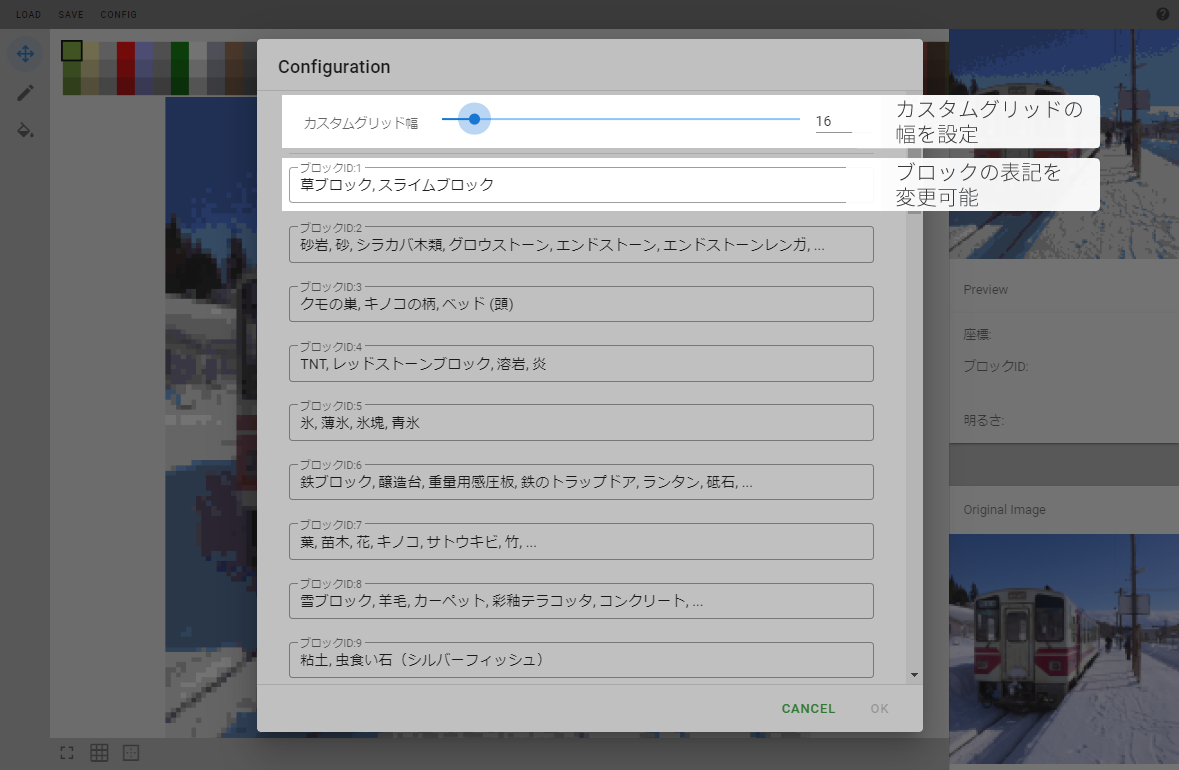 LOAD SAVE CONFIG
Configuration
カスタムグリッド幅
16
カスタムグリッドの
幅を設定
ブロックID:1
草ブロック, スライムブロック
ブロックの表記を
変更可能
ブロックID:2
砂岩, 砂, シラカバ木類, グロウストーン, エンドストーン, エンドストーンレンガ, ...
ブロックID:3
クモの巣, キノコの柄, ベッド (頭)
ブロックID:4
TNT, レッドストーンブロック, 溶岩, 炎
ブロックID:5
氷, 薄氷, 氷塊, 青氷
ブロックID:6
鉄ブロック, 醸造台, 重量用感圧板, 鉄のトラップドア, ランタン, 砥石, ...
ブロックID:7
葉, 苗木, 花, キノコ, サトウキビ, 竹, ...
ブロックID:8
雪ブロック, 羊毛, カーペット, 彩釉テラコッタ, コンクリート, ...
ブロックID:9
粘土, 虫食い石（シルバーフィッシュ）
CANCEL OK
Preview
座標:
ブロックID:
明るさ:
Original Image